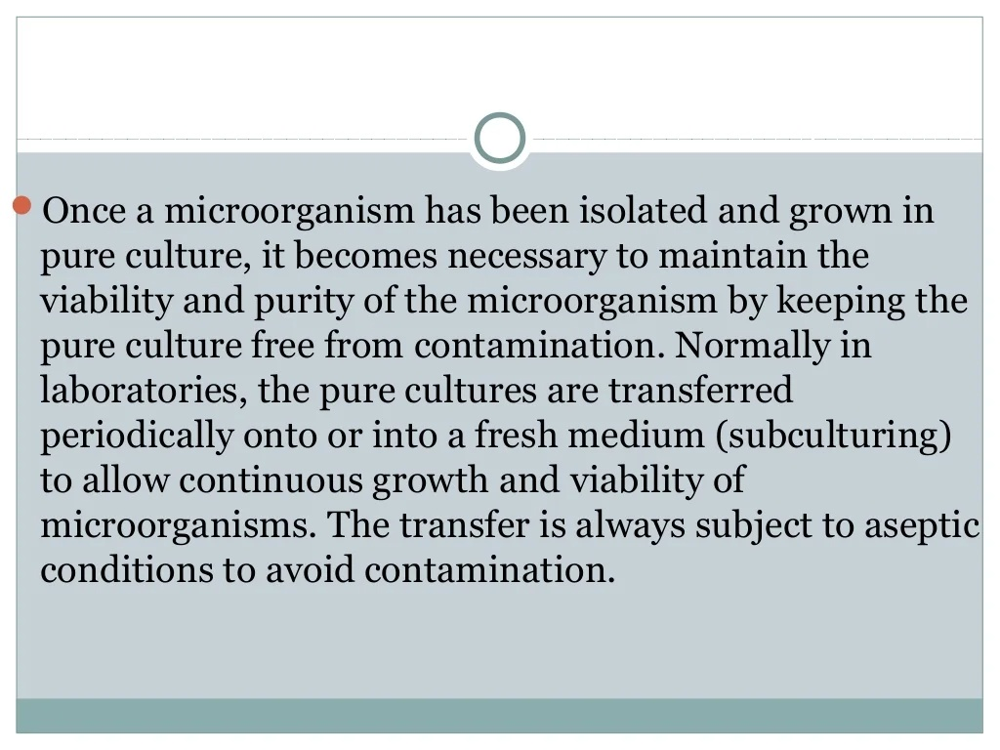 Once a microorganism has been isolated and grown in
pure culture, it becomes necessary to maintain the
viability and purity of the microorganism by keeping the
pure culture free from contamination. Normally in
laboratories, the pure cultures are transferred
periodically onto or into a fresh medium (subculturing)
to allow continuous growth and viability of
microorganisms. The transfer is always subject to aseptic
conditions to avoid contamination.